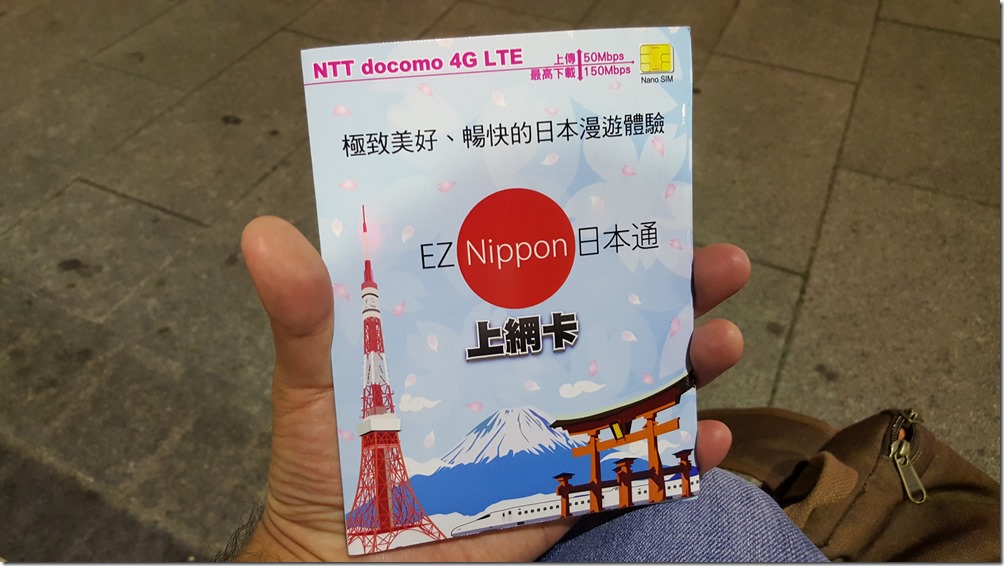 NTT docomo 4G LTE
上傳 50Mbps
最高下載 150Mbps
Nano SIM
極致美好、暢快的日本漫遊體驗
EZ Nippon 日本通
上網卡